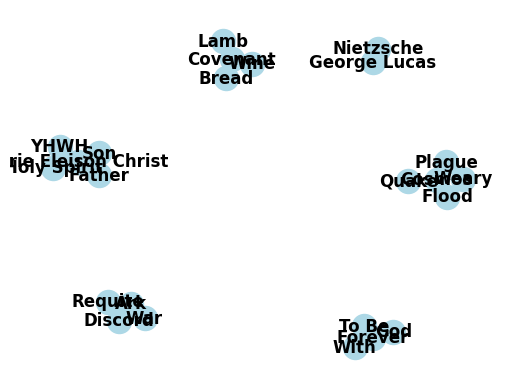 Lamb
Covenant
Wine
Bread
Nietzsche
George Lucas
YHWH
Son
rie Eleison
Christ
Holy Spirit
Father
Plague
Quake
Cosmos
Weary
Flood
Require
Ark
War
Discord
To Be
God
Forever
With